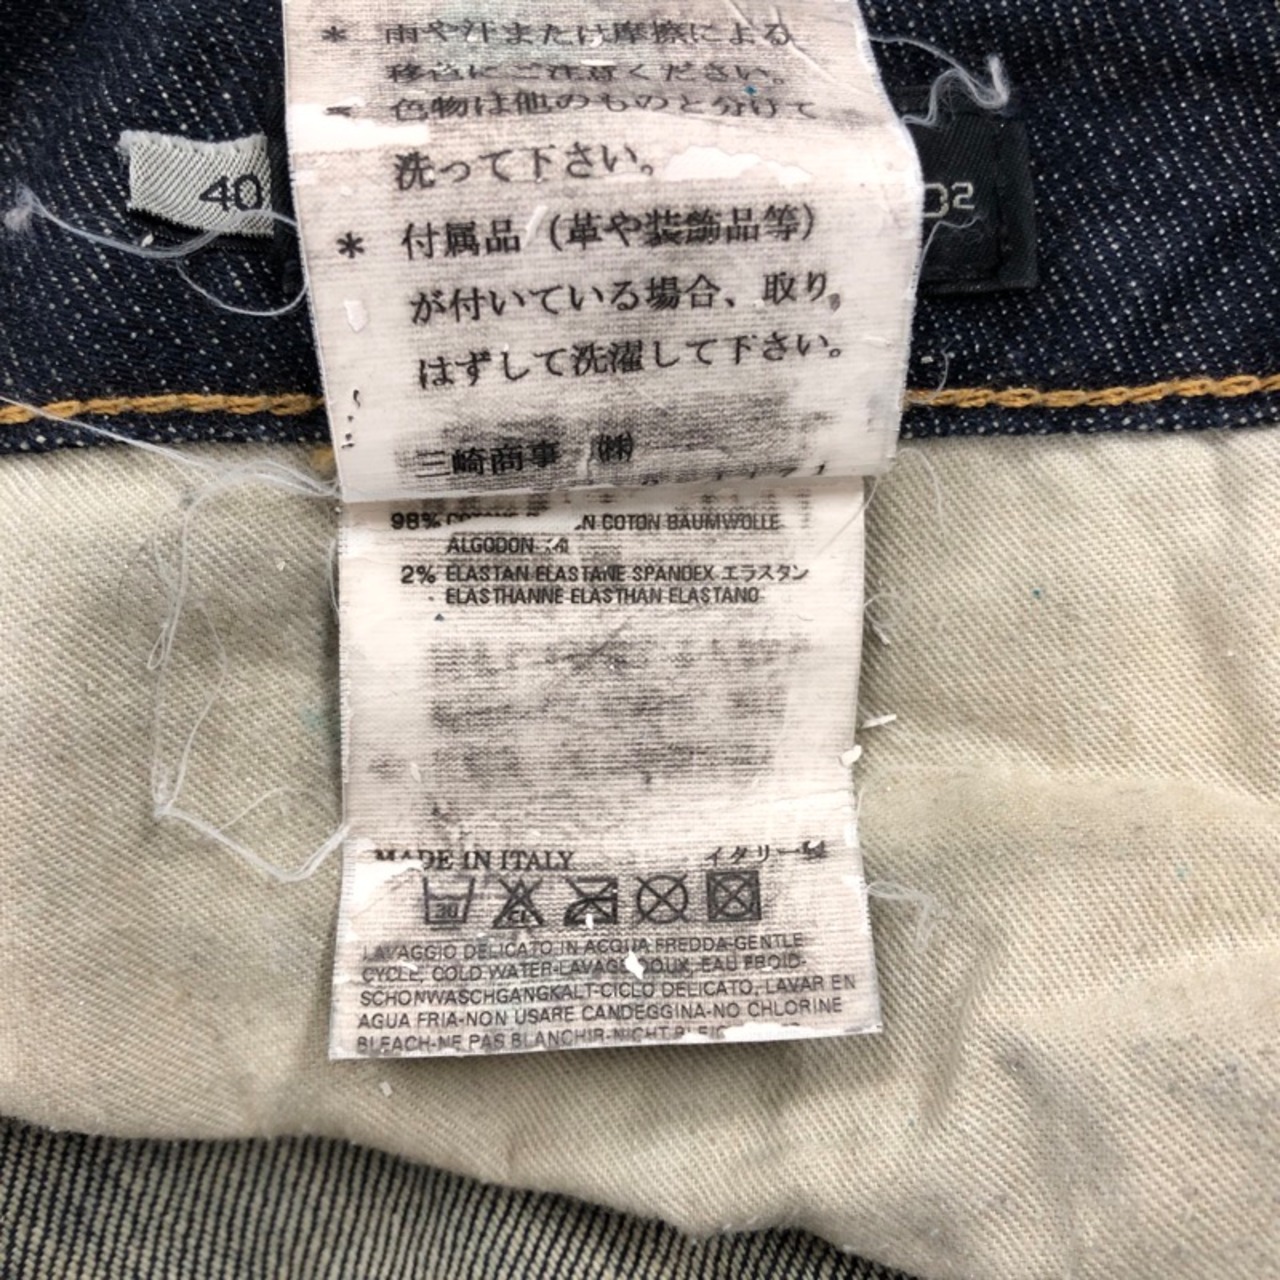 * 雨や汗または摩擦による
移色にご注意ください。
* 色物は他のものと分けて
洗って下さい。
40
D2
* 付属品（革や装飾品等）
が付いている場合、取り
はずして洗濯して下さい。
三崎商事 ㈱
98% COTON BAUMWOLLE
ALGODON
2% ELASTAN ELASTANE SPANDEX エラスタン
ELASTHANNE ELASTHAN ELASTANO
MADE IN ITALY イタリー製
30 CL
LAVAGGIO DELICATO IN ACQUA FREDDA-GENTLE
CYCLE, COLD WATER-LAVAGE DOUX, EAU FROID-
SCHONWASCHGANGKALT-CICLO DELICATO, LAVAR EN
AGUA FRIA-NON USARE CANDEGGINA-NO CHLORINE
BLEACH-NE PAS BLANCHIR-NICHT